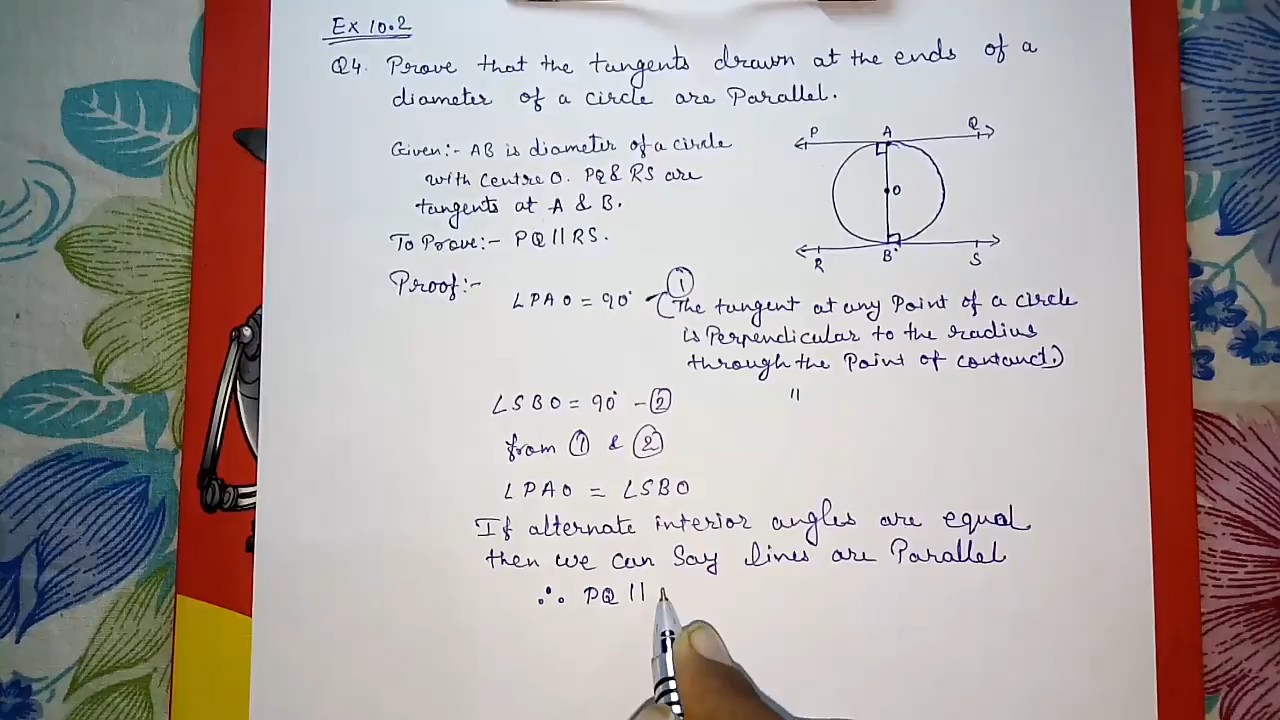 Ex 10.2
Q4. Prove that the tangents drawn at the ends of a
diameter of a circle are Parallel.
Given:- AB is diameter of a circle
with centre O. PQ & RS are
tangents at A & B.
To Prove:- PQ || RS.
P A Q
O
R B S
Proof:-
∠PAO = 90° - ①
(The tangent at any Point of a circle
is Perpendicular to the radius
through the Point of contanct.)
∠SBO = 90° - ② "
from ① & ②
∠PAO = ∠SBO
If alternate interior angles are equal
then we can Say lines are Parallel
∴ PQ ||